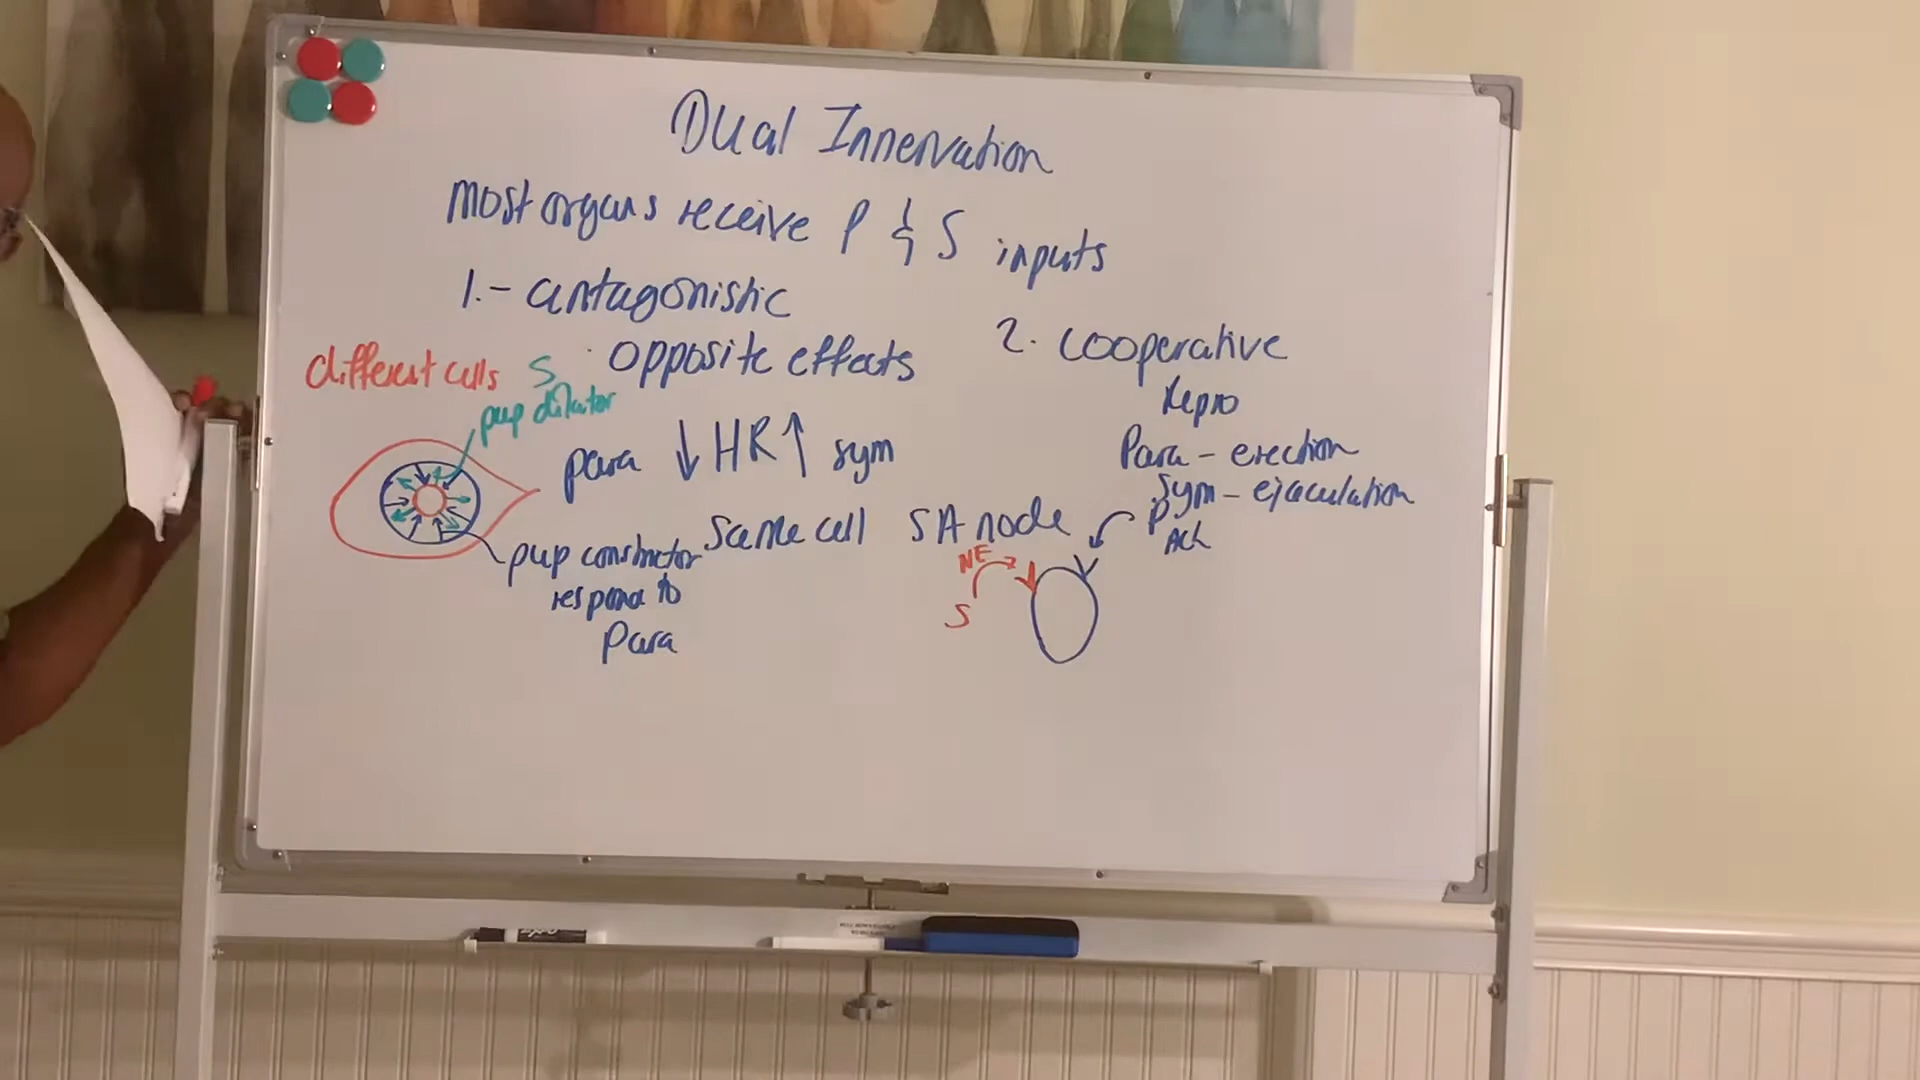 Dual Innervation
most organs receive P & S inputs
1. - antagonistic
· opposite effects
different cells
S
pup dilator
para ↓ HR ↑ sym
pup constrictor
respond to
Para
same cell SA node
NE
S
2. cooperative
Repro
Para - erection
Sym - ejaculation
P
Ach
EXPO